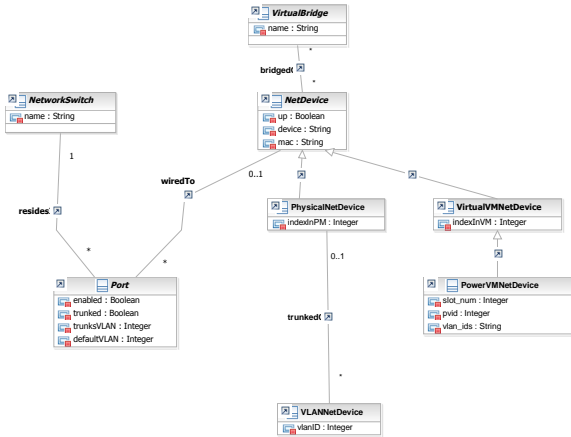 VirtualBridge
name : String
*
bridged
*
NetworkSwitch
name : String
NetDevice
up : Boolean
device : String
mac : String
1
wiredTo
0..1
resides
*
*
PhysicalNetDevice
indexInPM : Integer
VirtualVMNetDevice
indexInVM : Integer
0..1
Port
enabled : Boolean
trunked : Boolean
trunksVLAN : Integer
defaultVLAN : Integer
PowerVMNetDevice
slot_num : Integer
pvid : Integer
vlan_ids : String
trunked
*
VLANNetDevice
vlanID : Integer